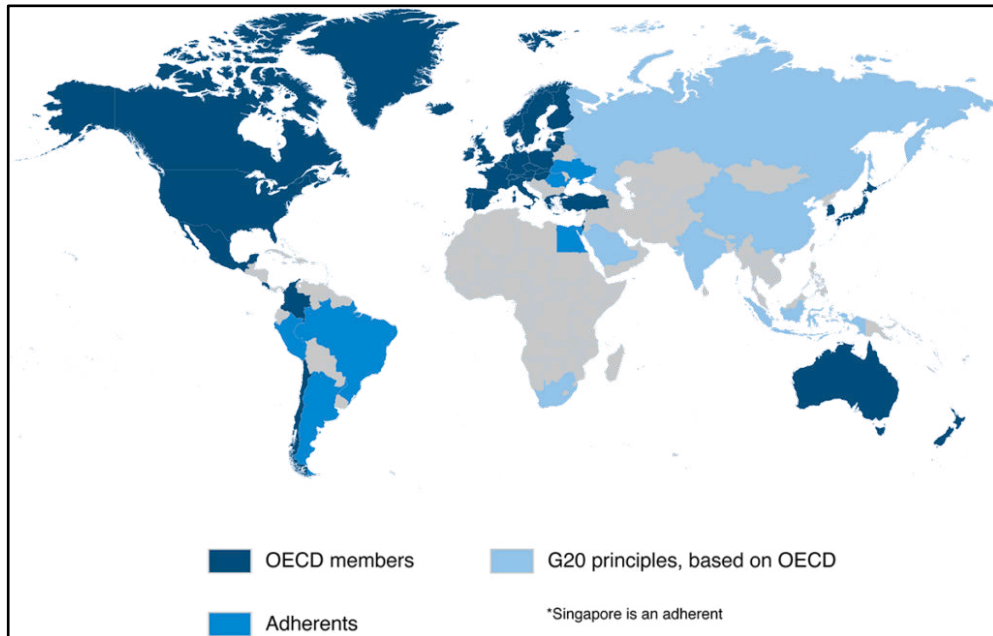 OECD members
G20 principles, based on OECD
Adherents
*Singapore is an adherent